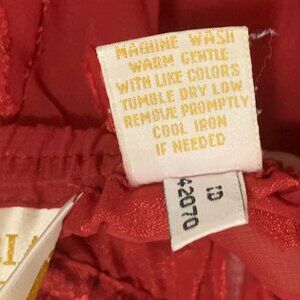 MACHINE WASH
WARM GENTLE
WITH LIKE COLORS
TUMBLE DRY LOW
REMOVE PROMPTLY
COOL IRON
IF NEEDED
ID
42070